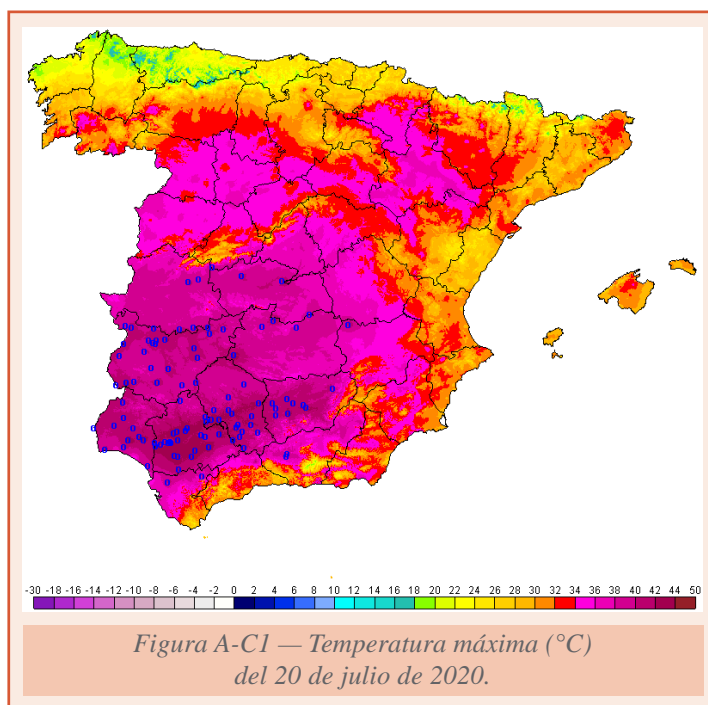 -30 -18 -16 -14 -12 -10 -8 -6 -4 -2 0 2 4 6 8 10 12 14 16 18 20 22 24 26 28 30 32 34 36 38 40 42 44 46 50
Figura A-C1 — Temperatura máxima (°C)
del 20 de julio de 2020.